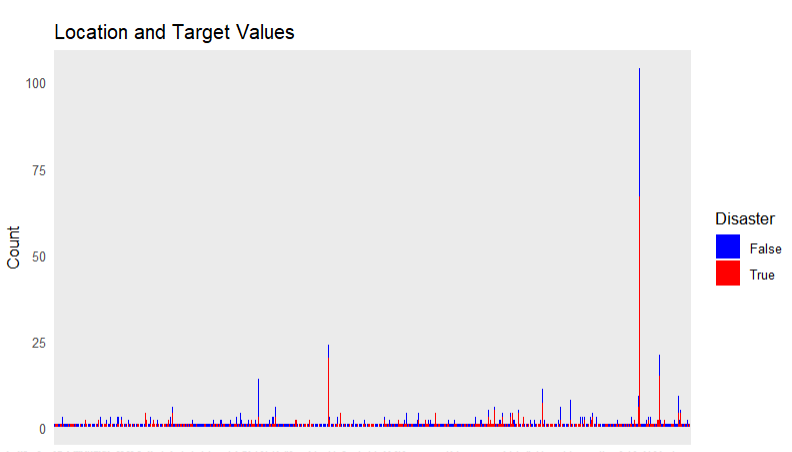 Location and Target Values
100
75
50
25
0
Count
Disaster
False
True